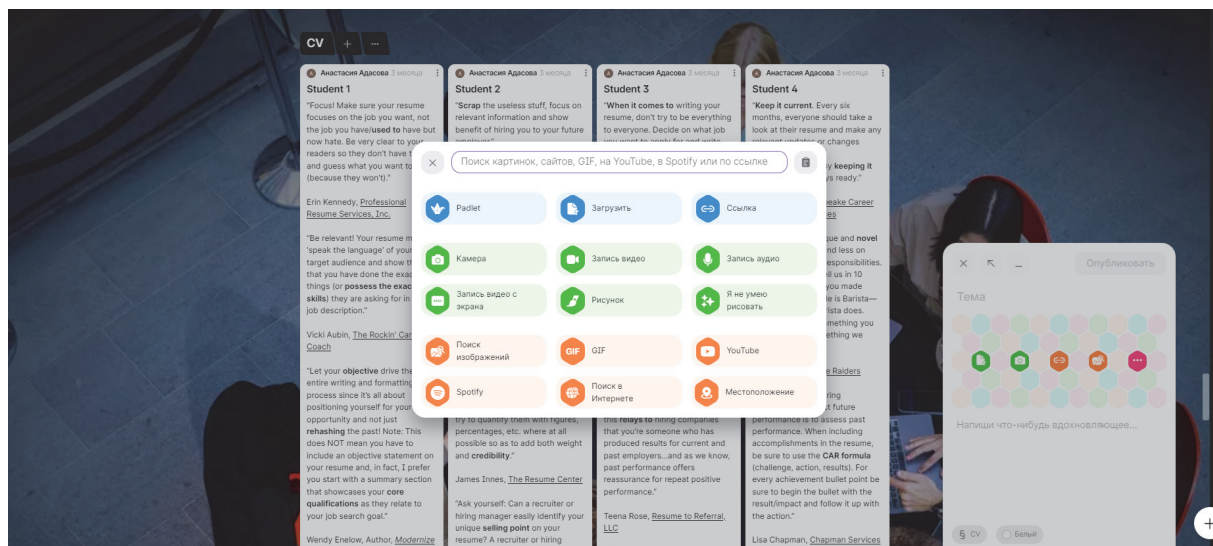 CV + ...
Анастасия Адасова 3 месяца
Student 1
"Focus! Make sure your resume
focuses on the job you want, not
the job you have/used to have but
now hate. Be very clear to your
readers so they don't have t
and guess what you want to
(because they won't)."
Erin Kennedy, Professional
Resume Services, Inc.
"Be relevant! Your resume m
'speak the language' of your
target audience and show th
that you have done the exac
things (or possess the exac
skills) they are asking for in
job description."
Vicki Aubin, The Rockin' Car
Coach
"Let your objective drive the
entire writing and formatting
process since it's all about
positioning yourself for your
opportunity and not just
rehashing the past! Note: This
does NOT mean you have to
include an objective statement on
your resume and, in fact, I prefer
you start with a summary section
that showcases your core
qualifications as they relate to
your job search goal."
Wendy Enelow, Author, Modernize
Анастасия Адасова 3 месяца
Student 2
"Scrap the useless stuff, focus on
relevant information and show
benefit of hiring you to your future
employer."
try to quantify them with figures,
percentages, etc. where at all
possible so as to add both weight
and credibility."
James Innes, The Resume Center
"Ask yourself: Can a recruiter or
hiring manager easily identify your
unique selling point on your
resume? A recruiter or hiring
Анастасия Адасова 3 месяца
Student 3
"When it comes to writing your
resume, don't try to be everything
to everyone. Decide on what job
you want to apply for and write
this relays to hiring companies
that you're someone who has
produced results for current and
past employers...and as we know,
past performance offers
reassurance for repeat positive
performance."
Teena Rose, Resume to Referral,
LLC
Анастасия Адасова 3 месяца
Student 4
"Keep it current. Every six
months, everyone should take a
look at their resume and make any
relevant updates or changes
y keeping it
ys ready."
peake Career
es
que and novel
nd less on
esponsibilities.
ell us in 10
you made
le is Barista—
rista does.
mething you
ething we
e Raiders
ring
ct future
performance is to assess past
performance. When including
accomplishments in the resume,
be sure to use the CAR formula
(challenge, action, results). For
every achievement bullet point be
sure to begin the bullet with the
result/impact and follow it up with
the action."
Lisa Chapman, Chapman Services
Поиск картинок, сайтов, GIF, на YouTube, в Spotify или по ссылке
Padlet
Загрузить
Ссылка
Камера
Запись видео
Запись аудио
Запись видео с
экрана
Рисунок
Я не умею
рисовать
Поиск
изображений
GIF
GIF
YouTube
Spotify
Поиск в
Интернете
Местоположение
Опубликовать
Тема
Напиши что-нибудь вдохновляющее...
§ CV
Белый